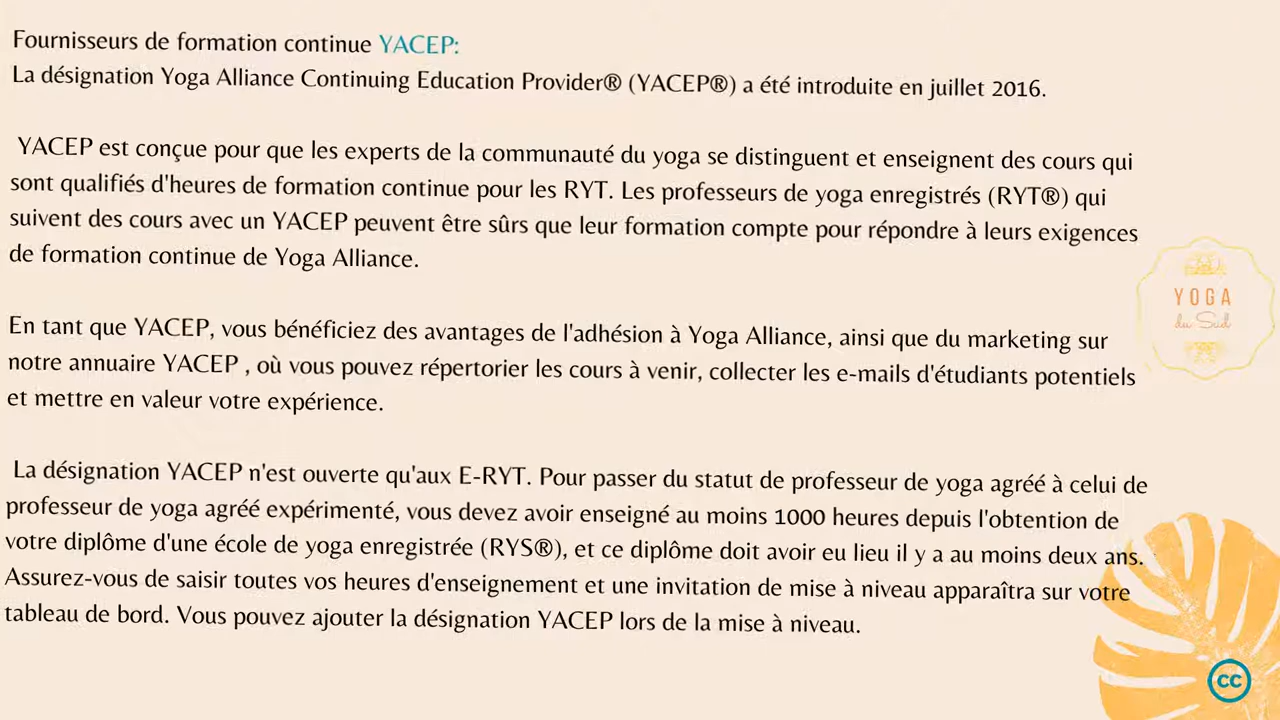 Fournisseurs de formation continue YACEP:
La désignation Yoga Alliance Continuing Education Provider® (YACEP®) a été introduite en juillet 2016.
YACEP est conçue pour que les experts de la communauté du yoga se distinguent et enseignent des cours qui
sont qualifiés d'heures de formation continue pour les RYT. Les professeurs de yoga enregistrés (RYT®) qui
suivent des cours avec un YACEP peuvent être sûrs que leur formation compte pour répondre à leurs exigences
de formation continue de Yoga Alliance.
YOGA
du Sud
En tant que YACEP, vous bénéficiez des avantages de l'adhésion à Yoga Alliance, ainsi que du marketing sur
notre annuaire YACEP , où vous pouvez répertorier les cours à venir, collecter les e-mails d'étudiants potentiels
et mettre en valeur votre expérience.
La désignation YACEP n'est ouverte qu'aux E-RYT. Pour passer du statut de professeur de yoga agréé à celui de
professeur de yoga agréé expérimenté, vous devez avoir enseigné au moins 1000 heures depuis l'obtention de
votre diplôme d'une école de yoga enregistrée (RYS®), et ce diplôme doit avoir eu lieu il y a au moins deux ans.
Assurez-vous de saisir toutes vos heures d'enseignement et une invitation de mise à niveau apparaîtra sur votre
tableau de bord. Vous pouvez ajouter la désignation YACEP lors de la mise à niveau.
cc